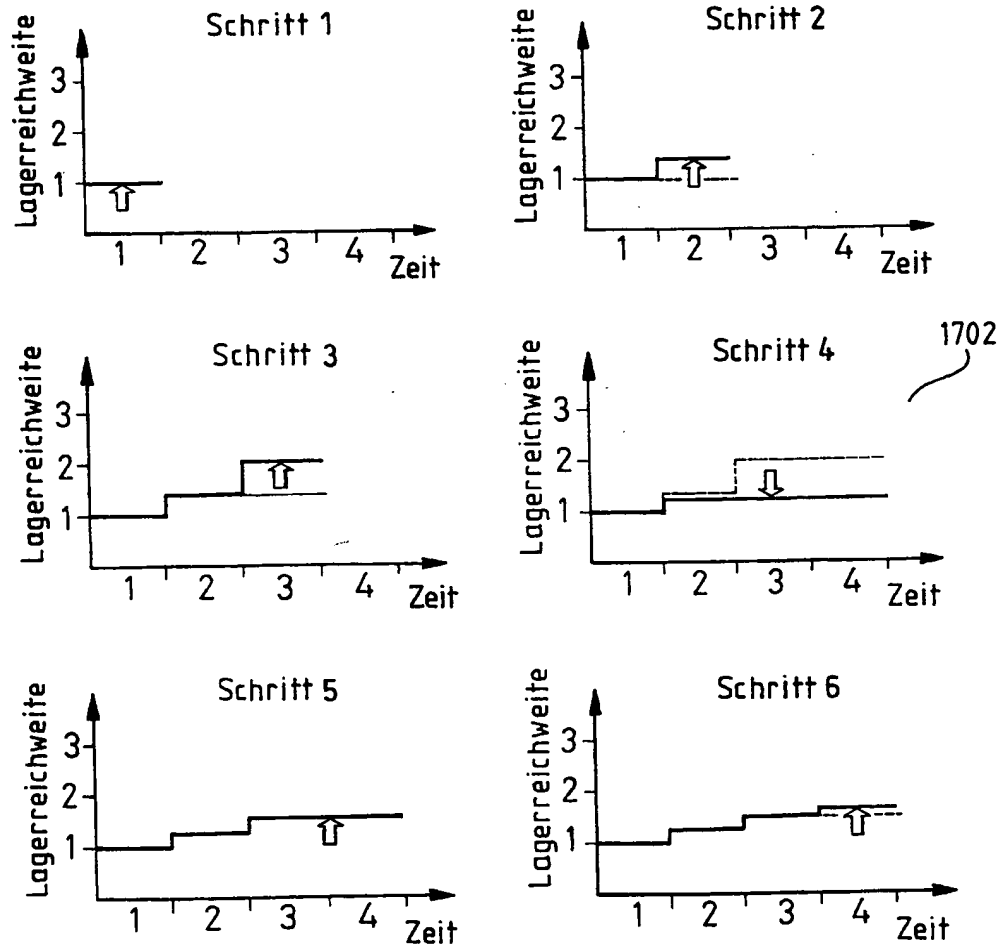 Schritt 1
Lagerreichweite
3
2
1
1 2 3 4
Zeit
Schritt 2
Lagerreichweite
3
2
1
1 2 3 4
Zeit
Schritt 3
Lagerreichweite
3
2
1
1 2 3 4
Zeit
Schritt 4
1702
Lagerreichweite
3
2
1
1 2 3 4
Zeit
Schritt 5
Lagerreichweite
3
2
1
1 2 3 4
Zeit
Schritt 6
Lagerreichweite
3
2
1
1 2 3 4
Zeit